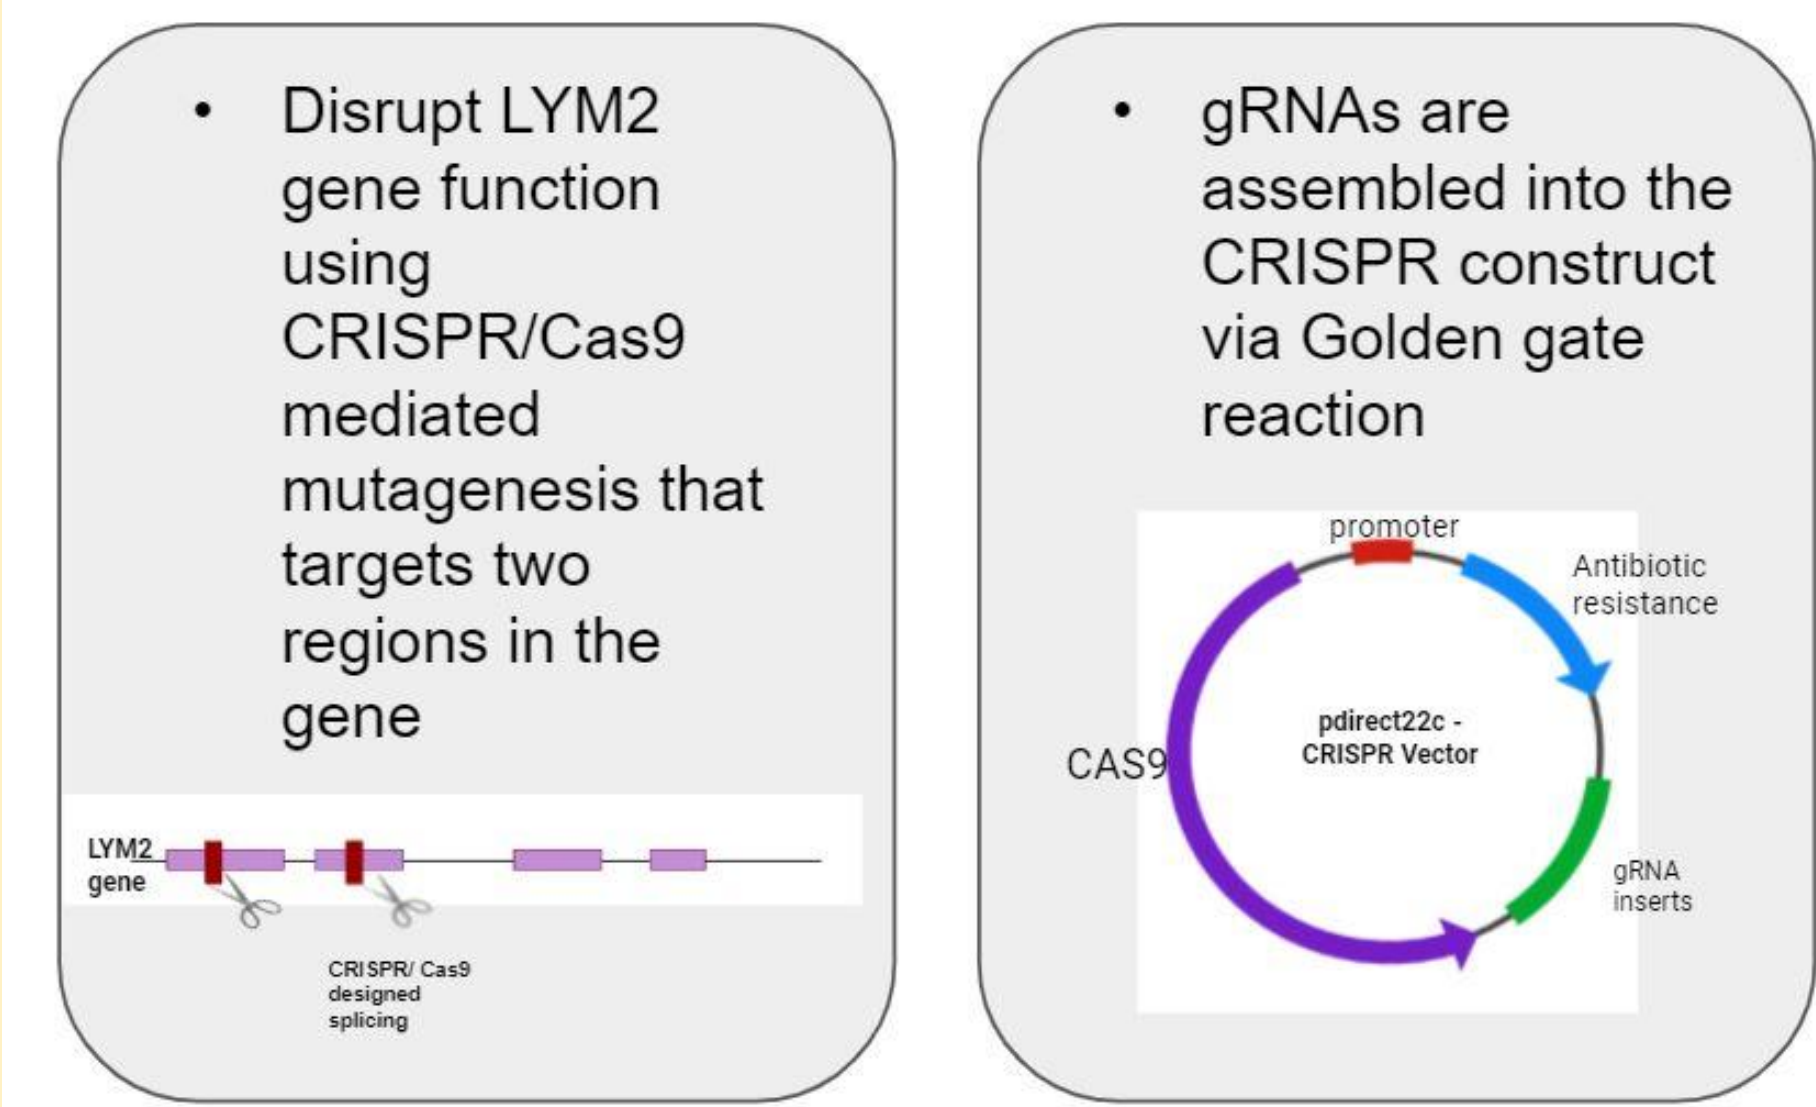 • Disrupt LYM2
gene function
using
CRISPR/Cas9
mediated
mutagenesis that
targets two
regions in the
gene
LYM2
gene
CRISPR/ Cas9
designed
splicing
• gRNAs are
assembled into the
CRISPR construct
via Golden gate
reaction
promoter
Antibiotic
resistance
pdirect22c -
CRISPR Vector
CAS9
gRNA
inserts